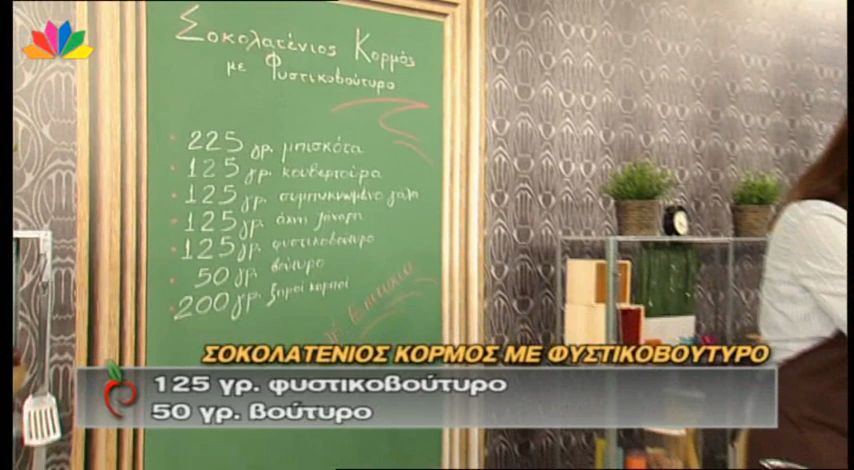 Σοκολατένιος Κορμός
με Φυστικοβούτυρο
225 γρ. μπισκότα
125 γρ. κουβερτούρα
125 γρ. συμπυκνωμένο γάλα
125 γρ. άχνη ζάχαρη
125 γρ. φυστικοβούτυρο
50 γρ. βούτυρο
200 γρ. ξηροί καρποί
ΣΟΚΟΛΑΤΕΝΙΟΣ ΚΟΡΜΟΣ ΜΕ ΦΥΣΤΙΚΟΒΟΥΤΥΡΟ
125 γρ. φυστικοβούτυρο
50 γρ. βούτυρο